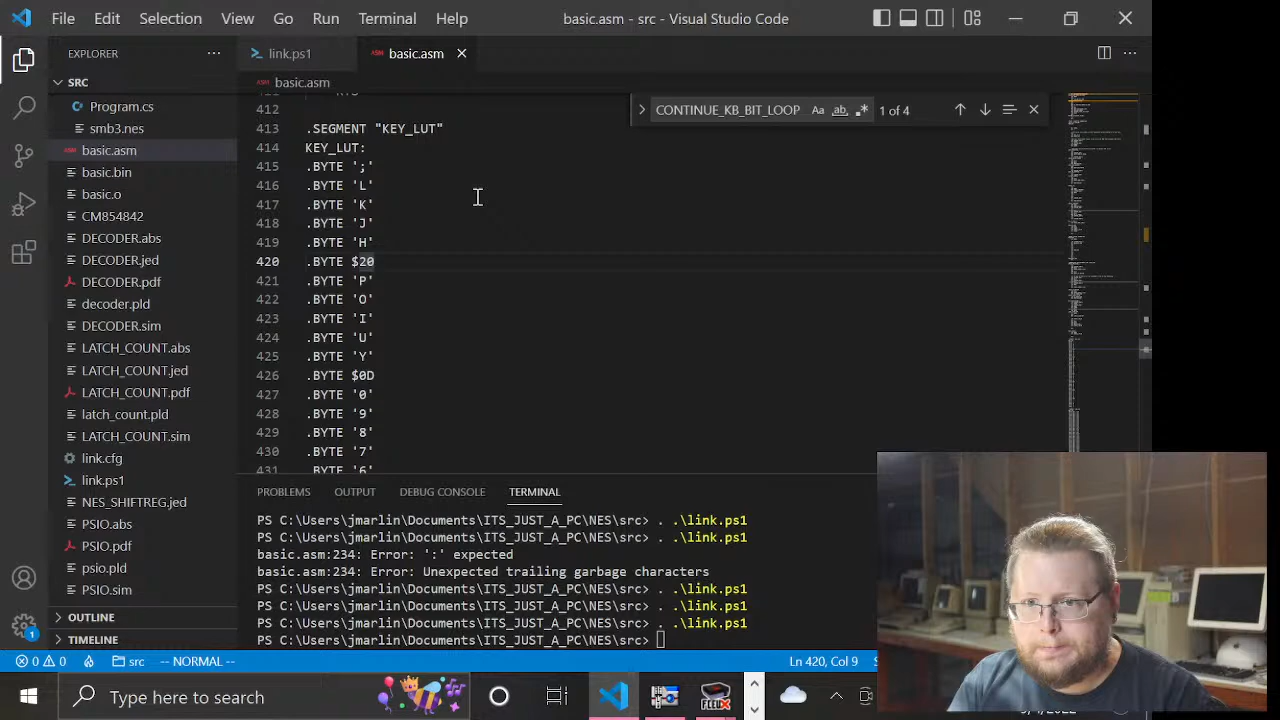 File Edit Selection View Go Run Terminal Help basic.asm - src - Visual Studio Code
EXPLORER
link.ps1
ASM basic.asm
SRC
ASM basic.asm
Program.cs
smb3.nes
basic.asm
basic.bin
basic.o
CM854842
DECODER.abs
DECODER.jed
DECODER.pdf
decoder.pld
DECODER.sim
LATCH_COUNT.abs
LATCH_COUNT.jed
LATCH_COUNT.pdf
latch_count.pld
LATCH_COUNT.sim
link.cfg
link.ps1
NES_SHIFTREG.jed
PSIO.abs
PSIO.pdf
psio.pld
PSIO.sim
OUTLINE
TIMELINE
CONTINUE_KB_BIT_LOOP Aa ab .* 1 of 4
412
413 .SEGMENT "KEY_LUT"
414 KEY_LUT:
415 .BYTE ';'
416 .BYTE 'L'
417 .BYTE 'K'
418 .BYTE 'J'
419 .BYTE 'H'
420 .BYTE $20
421 .BYTE 'P'
422 .BYTE 'O'
423 .BYTE 'I'
424 .BYTE 'U'
425 .BYTE 'Y'
426 .BYTE $0D
427 .BYTE '0'
428 .BYTE '9'
429 .BYTE '8'
430 .BYTE '7'
431 .BYTE '6'
PROBLEMS OUTPUT DEBUG CONSOLE TERMINAL
PS C:\Users\jmarlin\Documents\ITS_JUST_A_PC\NES\src> . .\link.ps1
PS C:\Users\jmarlin\Documents\ITS_JUST_A_PC\NES\src> . .\link.ps1
basic.asm:234: Error: ':' expected
basic.asm:234: Error: Unexpected trailing garbage characters
PS C:\Users\jmarlin\Documents\ITS_JUST_A_PC\NES\src> . .\link.ps1
PS C:\Users\jmarlin\Documents\ITS_JUST_A_PC\NES\src> . .\link.ps1
PS C:\Users\jmarlin\Documents\ITS_JUST_A_PC\NES\src> . .\link.ps1
PS C:\Users\jmarlin\Documents\ITS_JUST_A_PC\NES\src>
0 0 src -- NORMAL -- Ln 420, Col 9
1
Type here to search